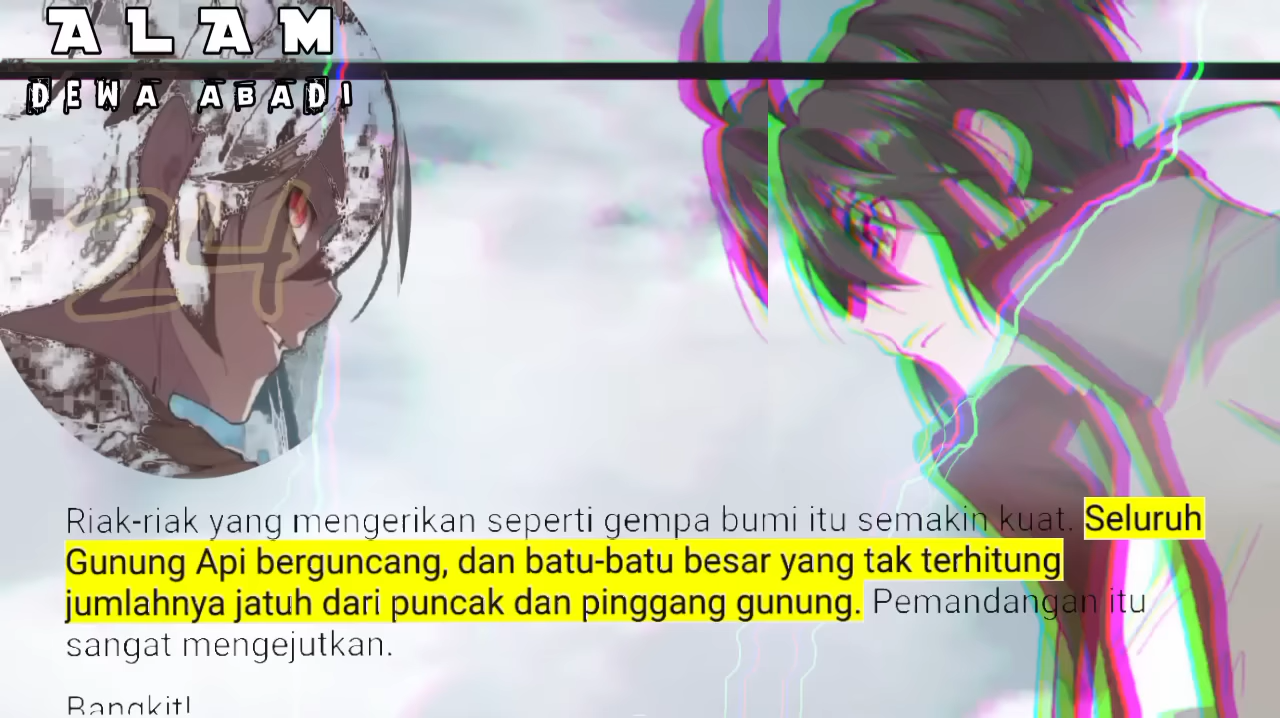 ALAM
DEWA ABADI
24
Riak-riak yang mengerikan seperti gempa bumi itu semakin kuat. Seluruh
Gunung Api berguncang, dan batu-batu besar yang tak terhitung
jumlahnya jatuh dari puncak dan pinggang gunung. Pemandangan itu
sangat mengejutkan.
Bangkit!